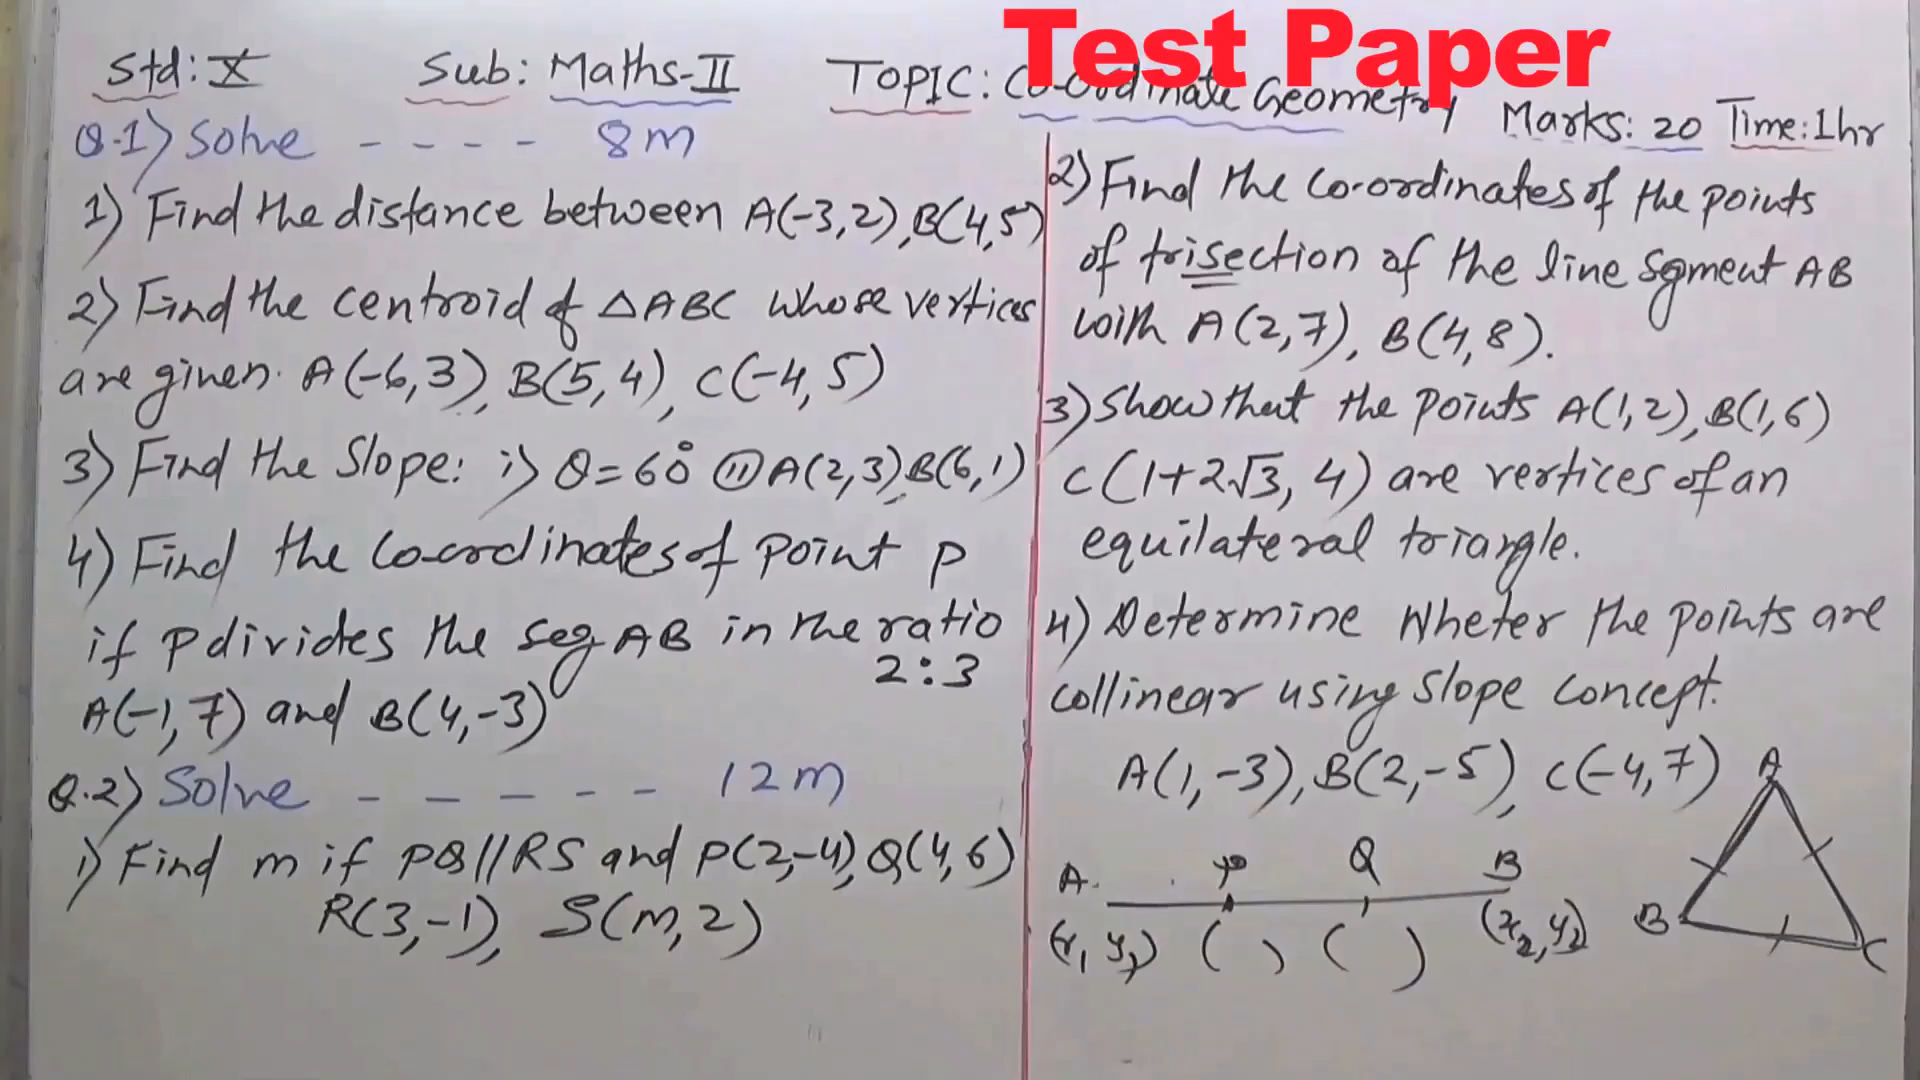 Test Paper
Std: X Sub: Maths-II TOPIC: Co-ordinate Geometry Marks: 20 Time: 1hr
Q.1) Solve - - - - 8m
1) Find the distance between A(-3,2), B(4,5)
2) Find the centroid of △ABC whose vertices
are given. A(-6,3), B(5,4), C(-4,5)
3) Find the Slope: i) θ=60° (ii) A(2,3), B(6,1)
4) Find the co-ordinates of point P
if P divides the seg AB in the ratio
2:3
A(-1,7) and B(4,-3)
Q.2) Solve - - - - - 12m
1) Find m if PQ//RS and P(2,-4), Q(4,6)
R(3,-1), S(m,2)
2) Find the co-ordinates of the points
of trisection of the line segment AB
with A(2,7), B(4,8).
3) Show that the points A(1,2), B(1,6)
C(1+2√3, 4) are vertices of an
equilateral triangle.
4) Determine Wheter the points are
collinear using slope concept.
A(1,-3), B(2,-5), C(-4,7)
A P Q B
(x1, y1) ( , ) ( ) (x2, y2)
A
B
C